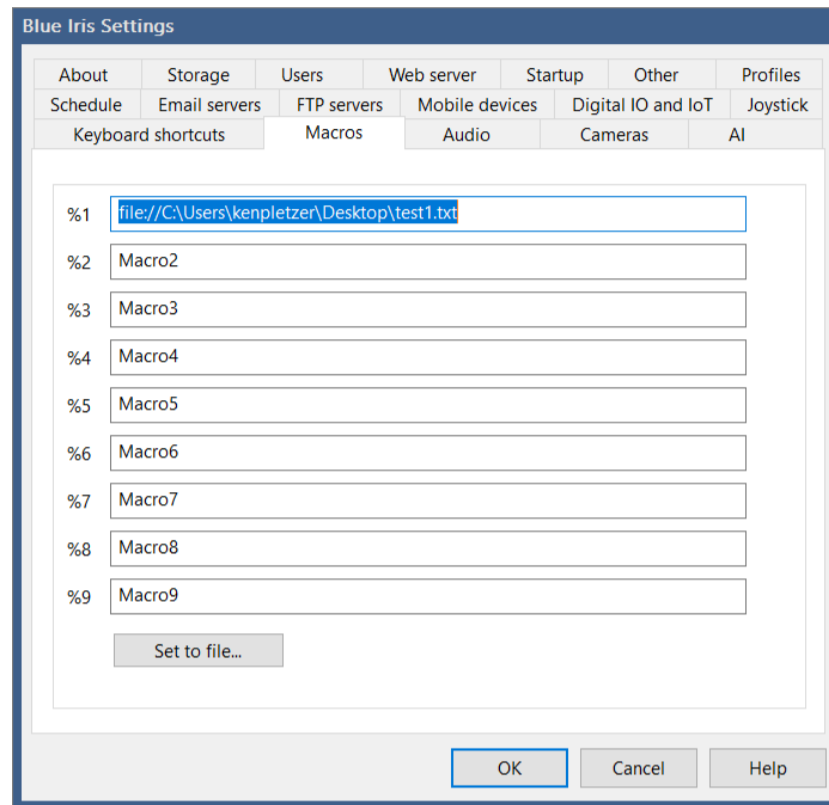 Blue Iris Settings
About Storage Users Web server Startup Other Profiles
Schedule Email servers FTP servers Mobile devices Digital IO and IoT Joystick
Keyboard shortcuts Macros Audio Cameras AI
%1 file://C:\Users\kenpletzer\Desktop\test1.txt
%2 Macro2
%3 Macro3
%4 Macro4
%5 Macro5
%6 Macro6
%7 Macro7
%8 Macro8
%9 Macro9
Set to file...
OK Cancel Help